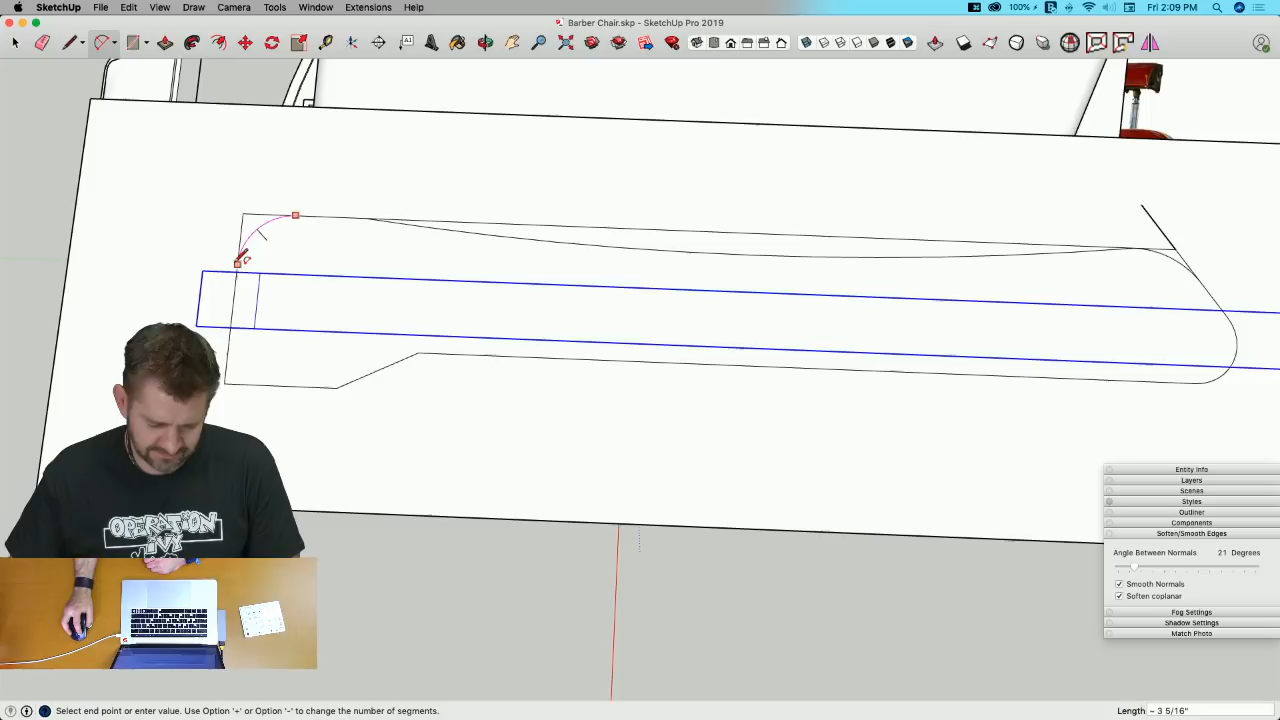 SketchUp File Edit View Draw Camera Tools Window Extensions Help 100% Fri 2:09 PM
Barber Chair.skp - SketchUp Pro 2019
Entity Info
Layers
Scenes
Styles
Outliner
Components
Soften/Smooth Edges
Angle Between Normals 21 Degrees
Smooth Normals
Soften coplanar
Fog Settings
Shadow Settings
Match Photo
OPERATION
Select end point or enter value. Use Option '+' or Option '-' to change the number of segments. Length ~ 3 5/16"